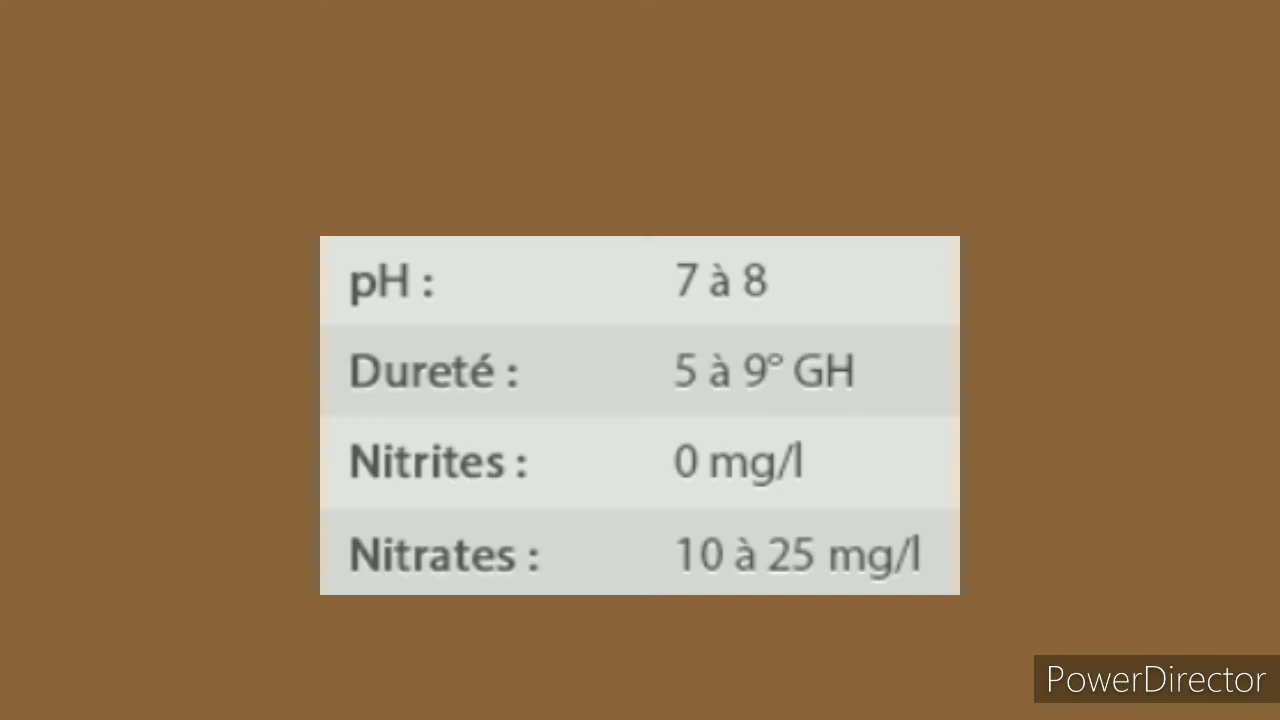 pH : 7 à 8
Dureté : 5 à 9° GH
Nitrites : 0 mg/l
Nitrates : 10 à 25 mg/l
PowerDirector